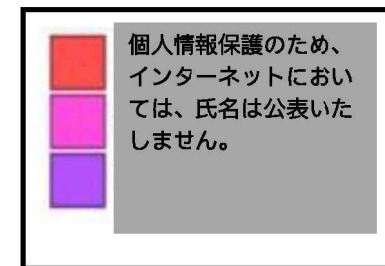 個人情報保護のため、
インターネットにおい
ては、氏名は公表いた
しません。